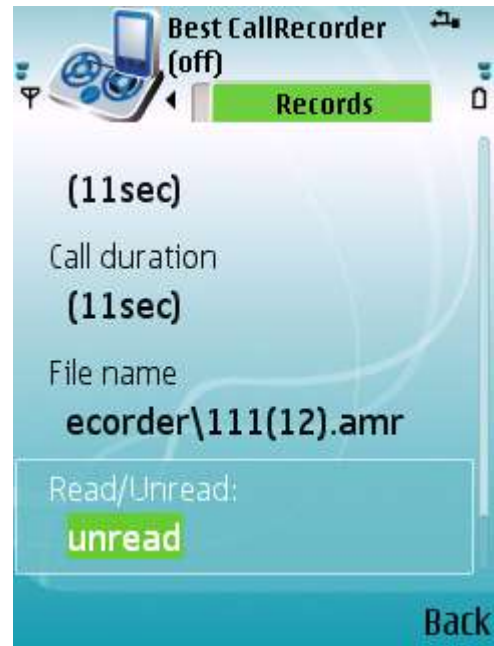 Best CallRecorder
(off)
Records
(11sec)
Call duration
(11sec)
File name
ecorder\111(12).amr
Read/Unread:
unread
Back